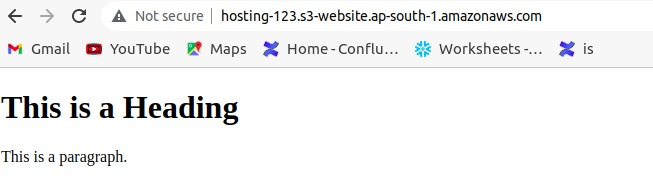 Not secure | hosting-123.s3-website.ap-south-1.amazonaws.com
Gmail YouTube Maps Home - Conflu... Worksheets -... is
This is a Heading
This is a paragraph.